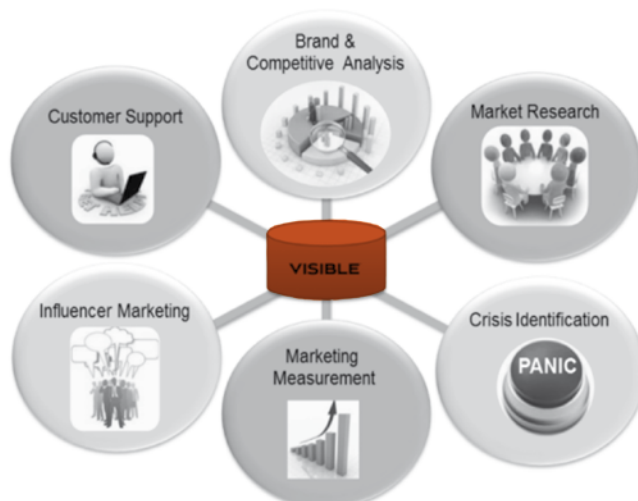 Brand &
Competitive Analysis
Customer Support
Market Research
VISIBLE
Influencer Marketing
Crisis Identification
PANIC
Marketing
Measurement